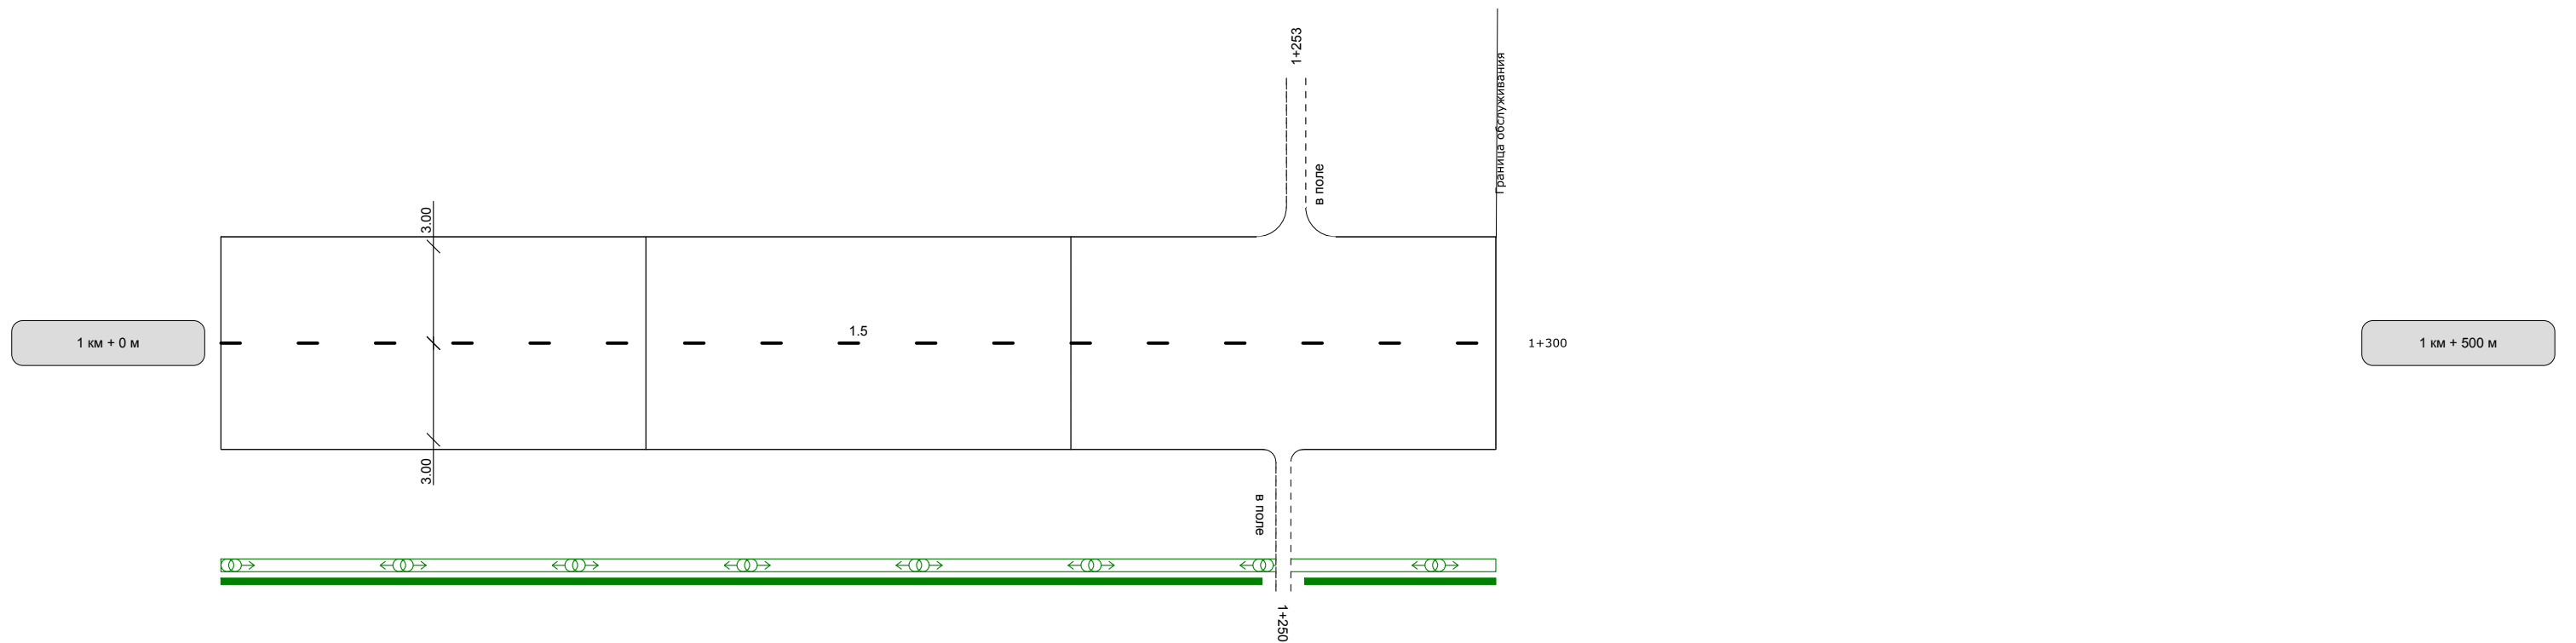 1+253
Граница обслуживания
в поле
3.00
1.5
1 км + 0 м
1+300
1 км + 500 м
3.00
в поле
1+250